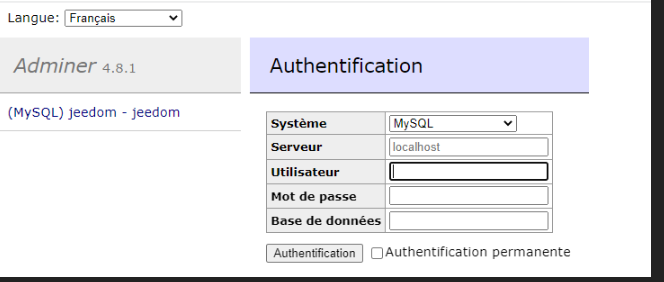 Langue: Français
Adminer 4.8.1
Authentification
(MySQL) jeedom - jeedom
Système MySQL
Serveur localhost
Utilisateur
Mot de passe
Base de données
Authentification Authentification permanente